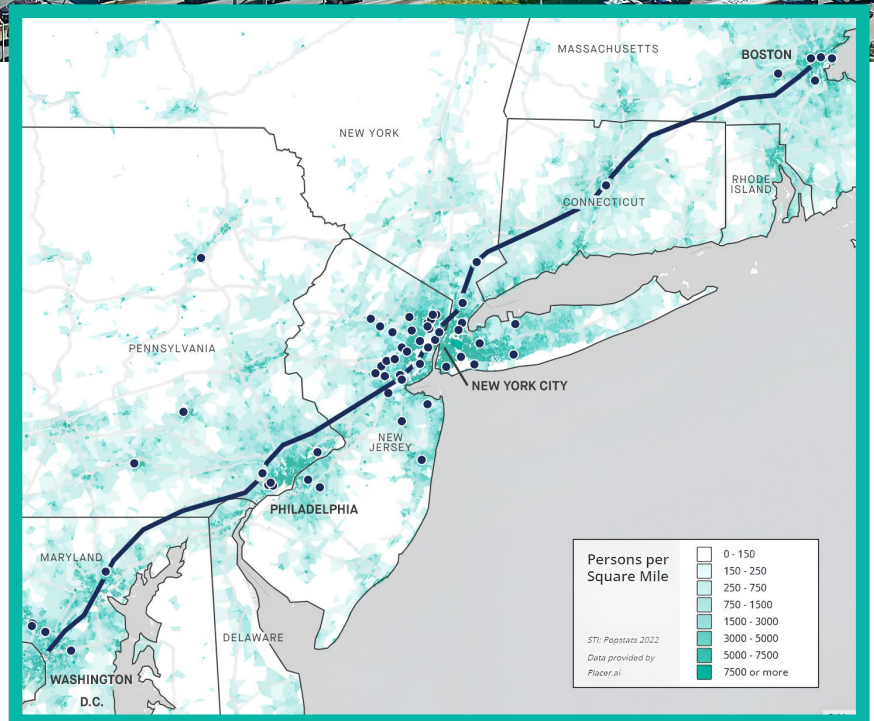 MASSACHUSETTS
BOSTON
NEW YORK
RHODE
ISLAND
CONNECTICUT
PENNSYLVANIA
NEW YORK CITY
NEW
JERSEY
PHILADELPHIA
MARYLAND
DELAWARE
WASHINGTON
D.C.
Persons per
Square Mile
STI: Popstats 2022
Data provided by
Placer.ai
0 - 150
150 - 250
250 - 750
750 - 1500
1500 - 3000
3000 - 5000
5000 - 7500
7500 or more